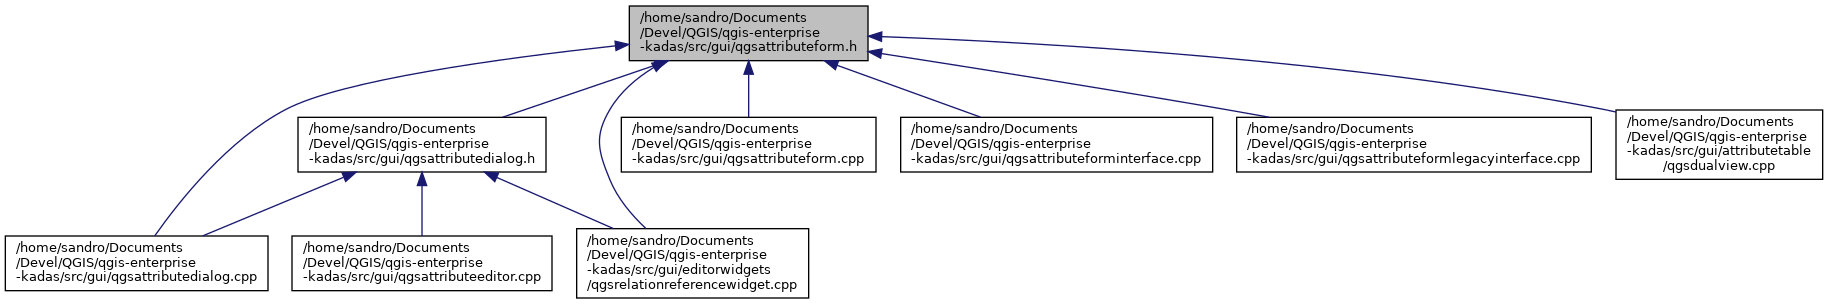 /home/sandro/Documents
/Devel/QGIS/qgis-enterprise
-kadas/src/gui/qgsattributeform.h
/home/sandro/Documents
/Devel/QGIS/qgis-enterprise
-kadas/src/gui/qgsattributedialog.h
/home/sandro/Documents
/Devel/QGIS/qgis-enterprise
-kadas/src/gui/qgsattributeform.cpp
/home/sandro/Documents
/Devel/QGIS/qgis-enterprise
-kadas/src/gui/qgsattributeforminterface.cpp
/home/sandro/Documents
/Devel/QGIS/qgis-enterprise
-kadas/src/gui/qgsattributeformlegacyinterface.cpp
/home/sandro/Documents
/Devel/QGIS/qgis-enterprise
-kadas/src/gui/attributetable
/qgsdualview.cpp
/home/sandro/Documents
/Devel/QGIS/qgis-enterprise
-kadas/src/gui/qgsattributedialog.cpp
/home/sandro/Documents
/Devel/QGIS/qgis-enterprise
-kadas/src/gui/qgsattributeeditor.cpp
/home/sandro/Documents
/Devel/QGIS/qgis-enterprise
-kadas/src/gui/editorwidgets
/qgsrelationreferencewidget.cpp